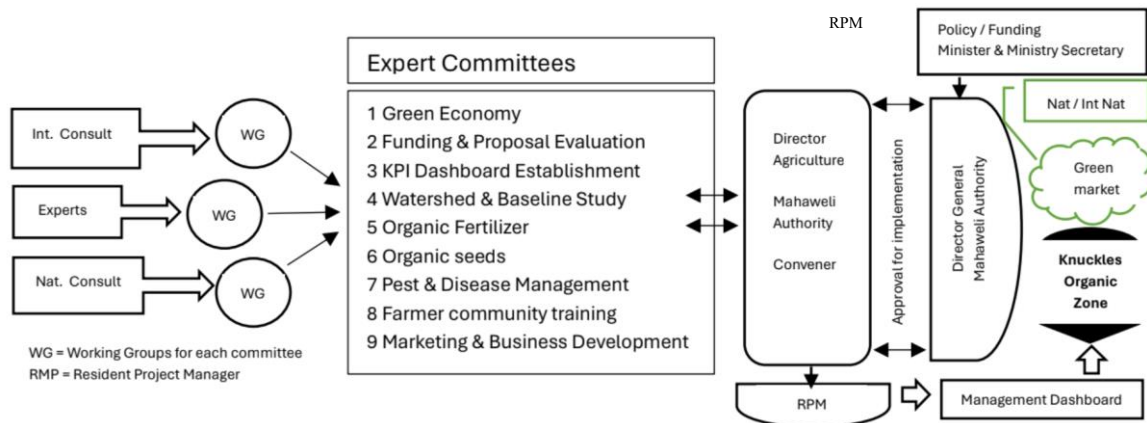 RPM
Policy / Funding
Minister & Ministry Secretary
Expert Committees
Int. Consult
WG
Experts
WG
Nat. Consult
WG
1 Green Economy
2 Funding & Proposal Evaluation
3 KPI Dashboard Establishment
4 Watershed & Baseline Study
5 Organic Fertilizer
6 Organic seeds
7 Pest & Disease Management
8 Farmer community training
9 Marketing & Business Development
Director
Agriculture
Mahaweli
Authority
Convener
Approval for implementation
Director General
Mahaweli Authority
Nat / Int Nat
Green
market
Knuckles
Organic
Zone
WG = Working Groups for each committee
RMP = Resident Project Manager
RPM
Management Dashboard